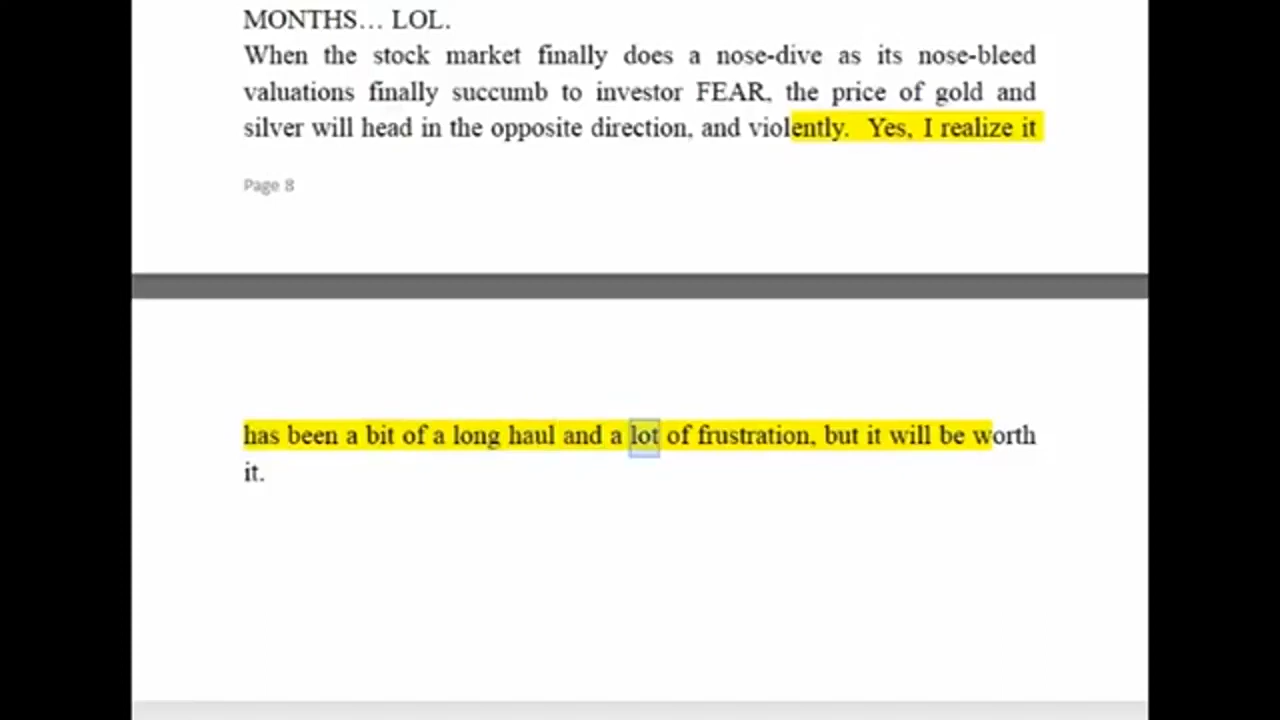 MONTHS… LOL.
When the stock market finally does a nose-dive as its nose-bleed
valuations finally succumb to investor FEAR, the price of gold and
silver will head in the opposite direction, and violently.  Yes, I realize it
Page 8
has been a bit of a long haul and a lot of frustration, but it will be worth
it.